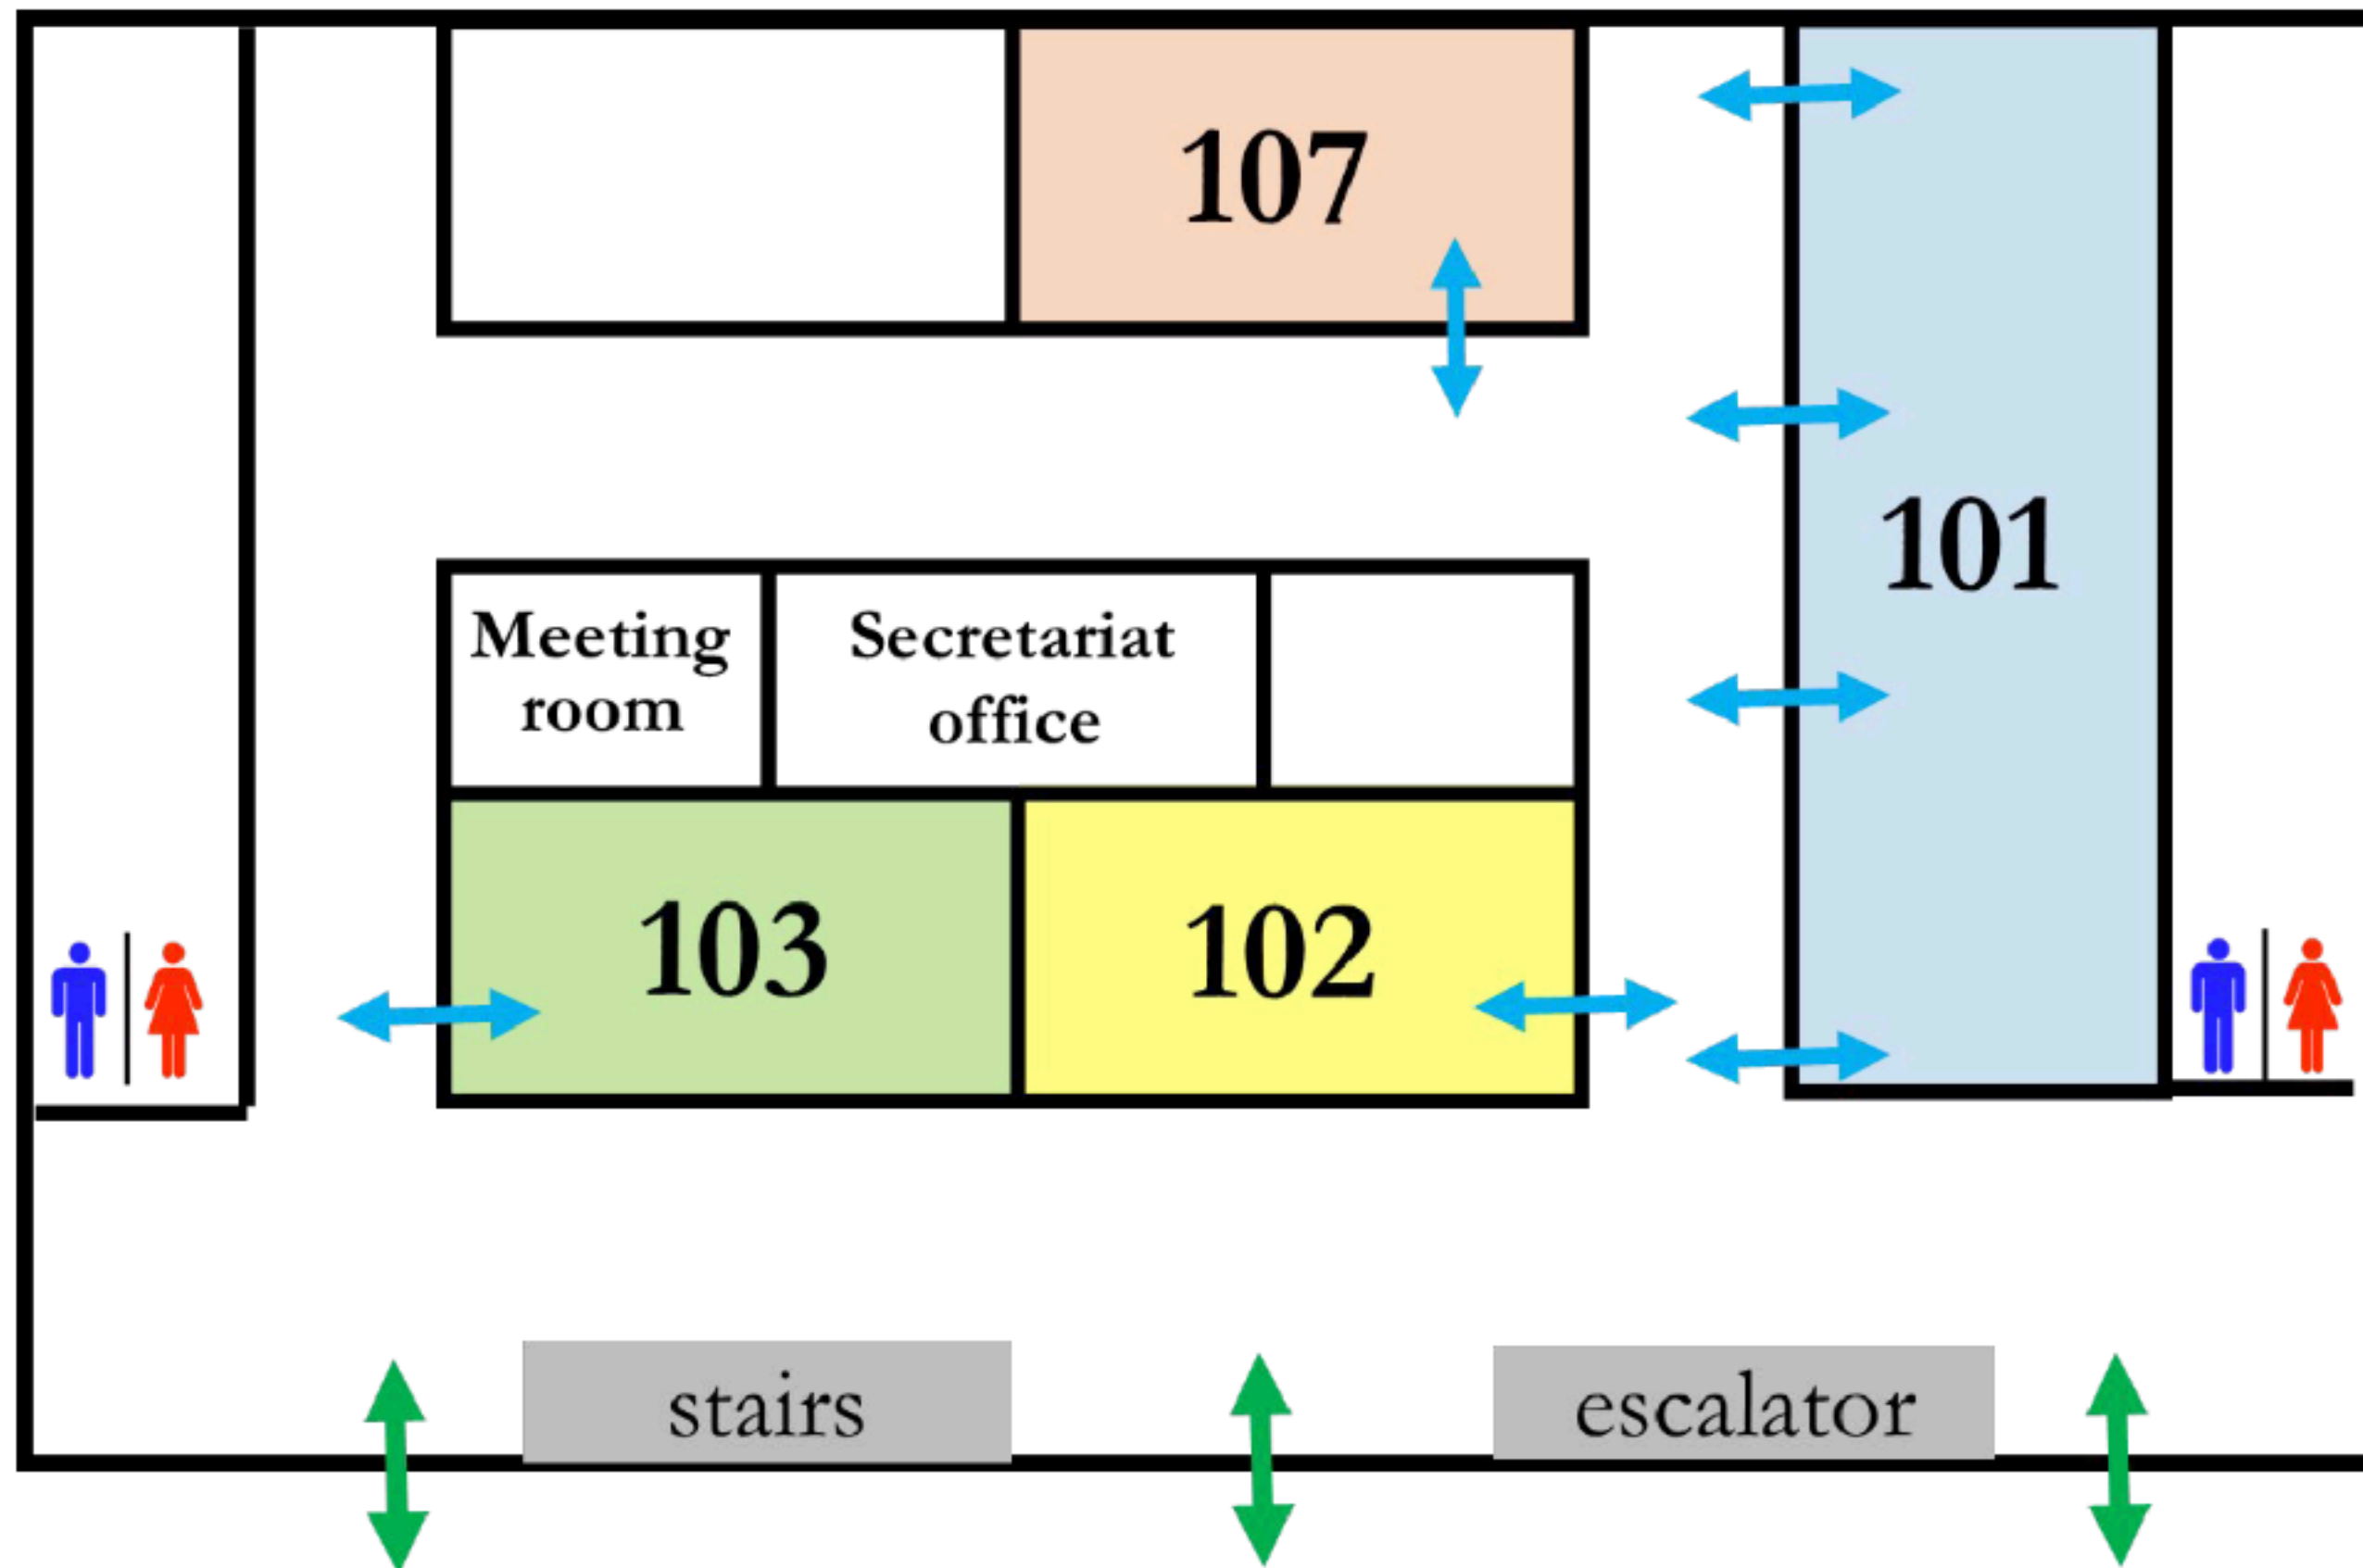 107
101
Meeting
room
Secretariat
office
103
102
stairs
escalator